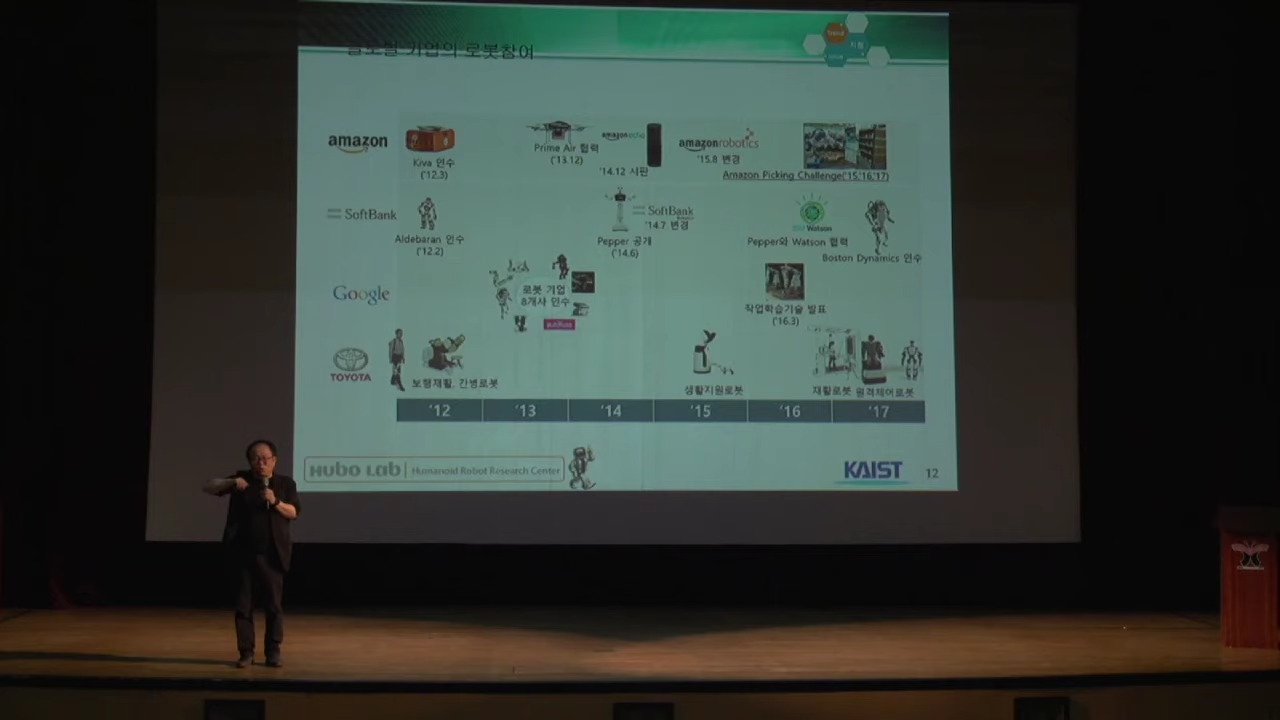 글로벌 기업의 로봇참여
amazon
Kiva 인수
('12.3)
Prime Air 협력
('13.12)
amazonecho
'14.12 시판
amazonrobotics
'15.8 변경
Amazon Picking Challenge('15,'16,'17)
SoftBank
Aldebaran 인수
('12.2)
Pepper 공개
('14.6)
SoftBank
'14.7 변경
IBM Watson
Pepper와 Watson 협력
Boston Dynamics 인수
Google
로봇 기업
8개사 인수
작업학습기술 발표
('16.3)
TOYOTA
보행재활, 간병로봇
생활지원로봇
재활로봇 원격제어로봇
'12 '13 '14 '15 '16 '17
HUBO LAB Humanoid Robot Research Center
KAIST 12